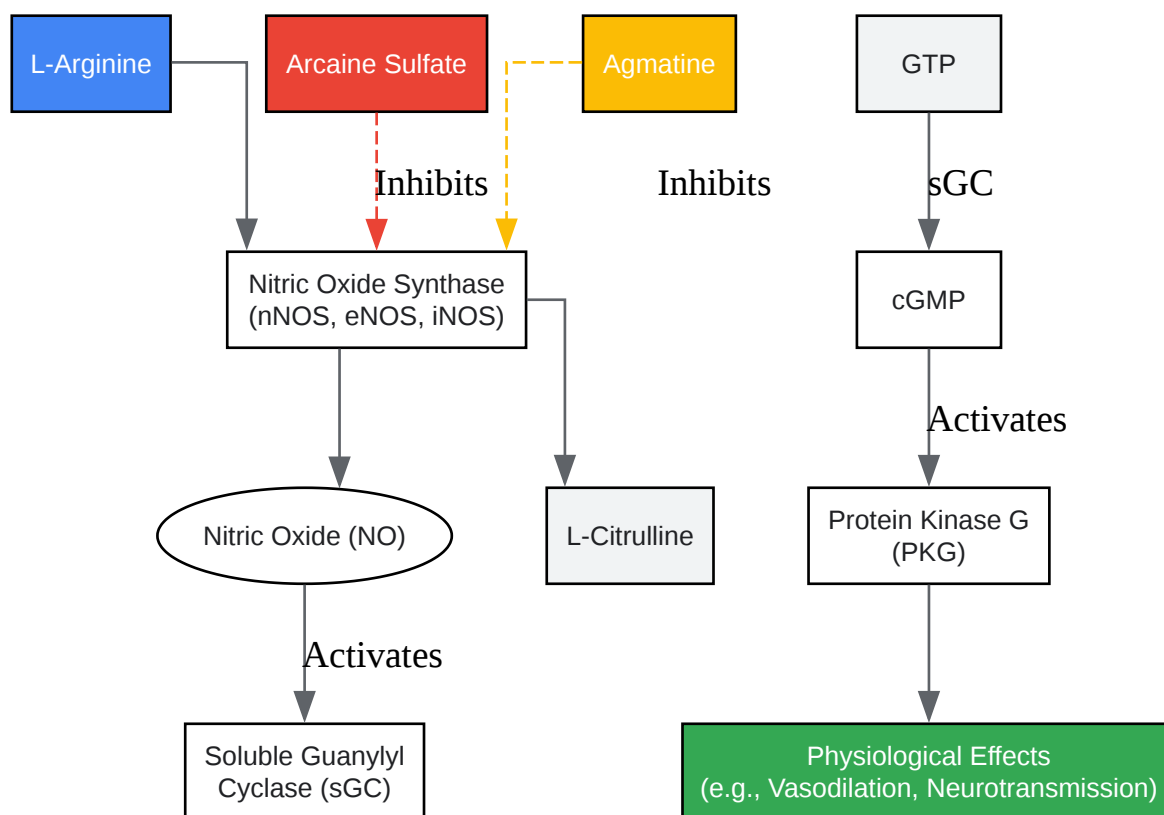 L-Arginine
Arcaine Sulfate
Agmatine
GTP
Inhibits
Inhibits
sGC
Nitric Oxide Synthase
(nNOS, eNOS, iNOS)
cGMP
Activates
Nitric Oxide (NO)
L-Citrulline
Protein Kinase G
(PKG)
Activates
Soluble Guanylyl
Cyclase (sGC)
Physiological Effects
(e.g., Vasodilation, Neurotransmission)